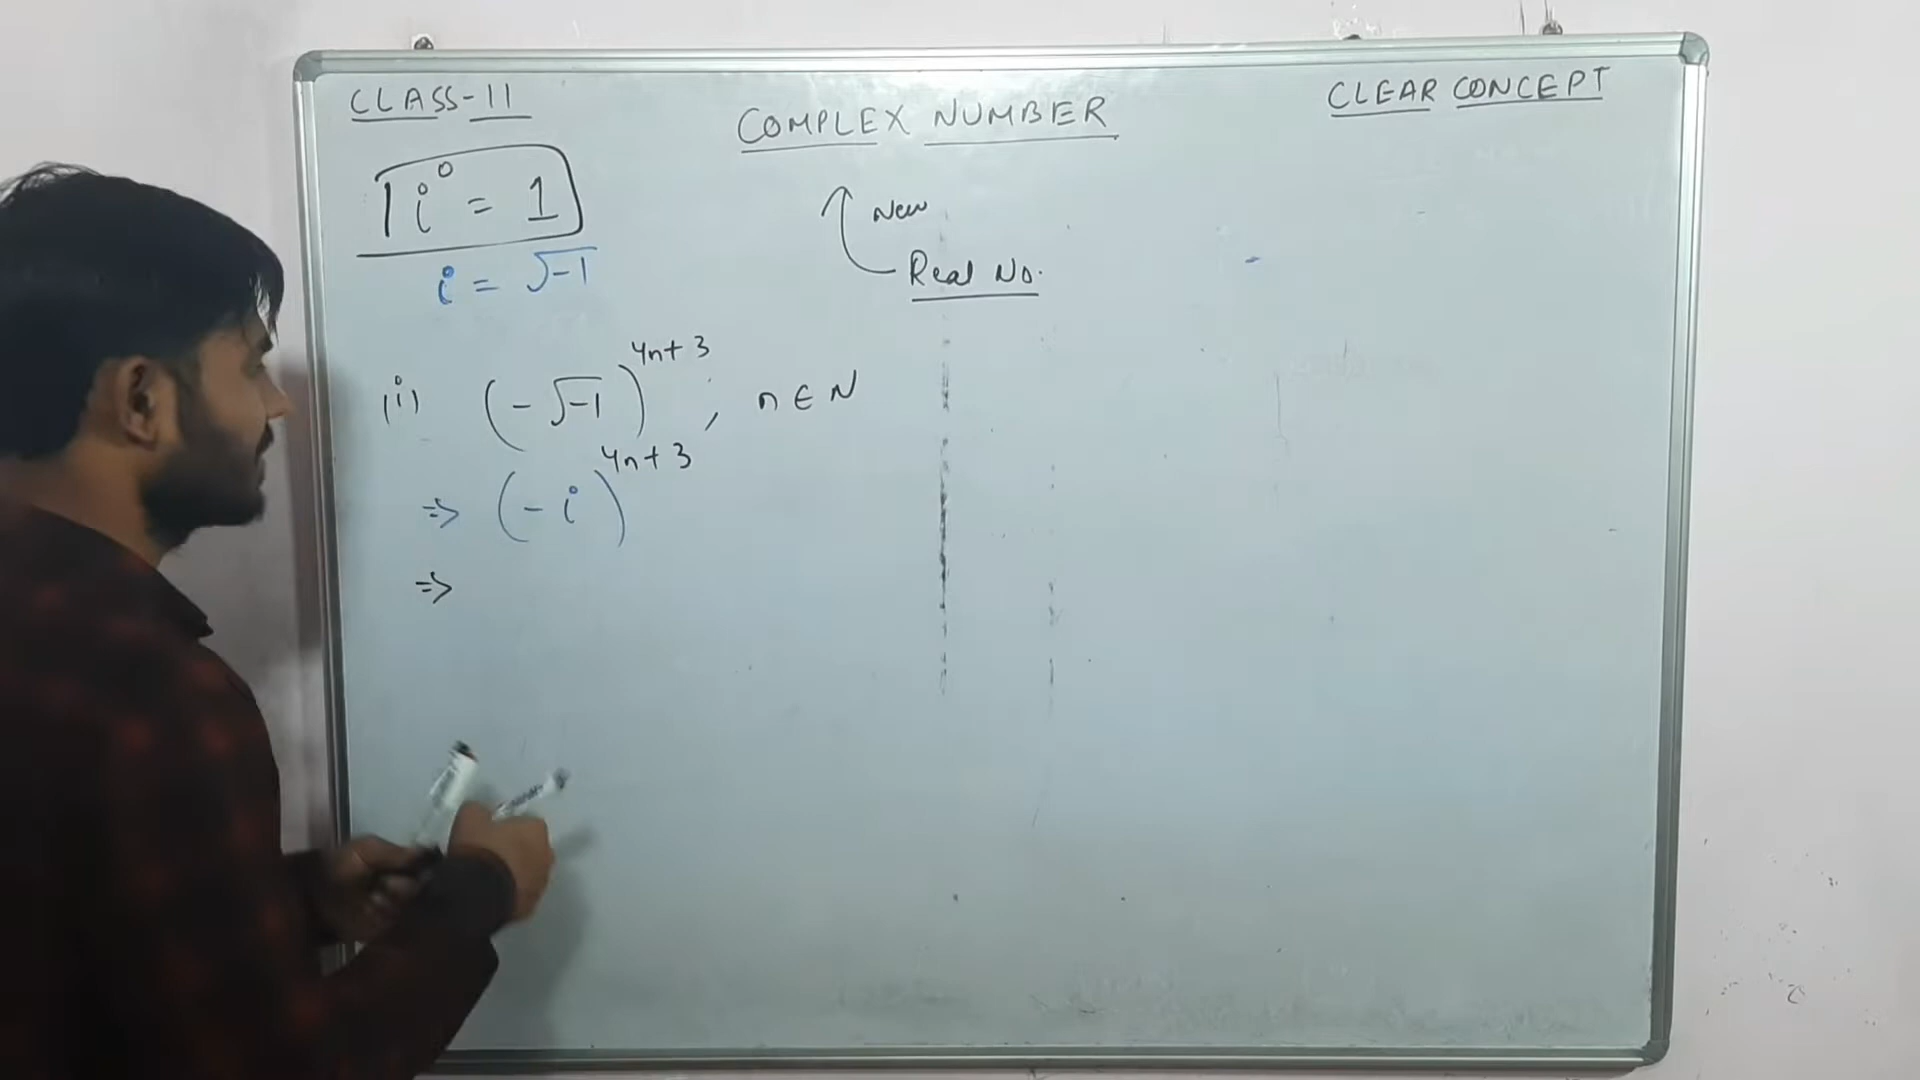 CLASS-11
COMPLEX NUMBER
CLEAR CONCEPT
i⁰ = 1
i = √-1
New
Real No.
(i) (-√-1)⁴ⁿ⁺³, n ∈ N
⇒ (-i)⁴ⁿ⁺³
⇒